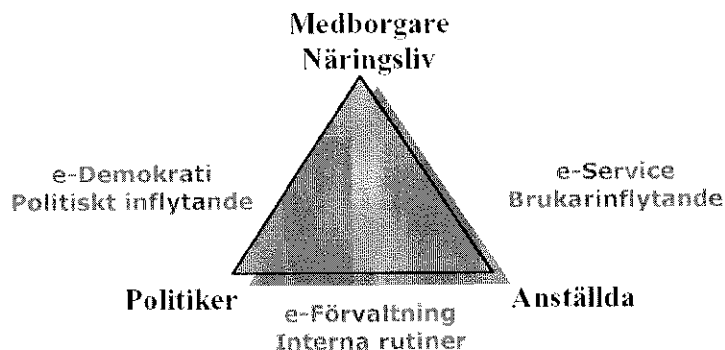 Medborgare
Näringsliv
e-Demokrati
Politiskt inflytande
e-Service
Brukarinflytande
Politiker
Anställda
e-Förvaltning
Interna rutiner